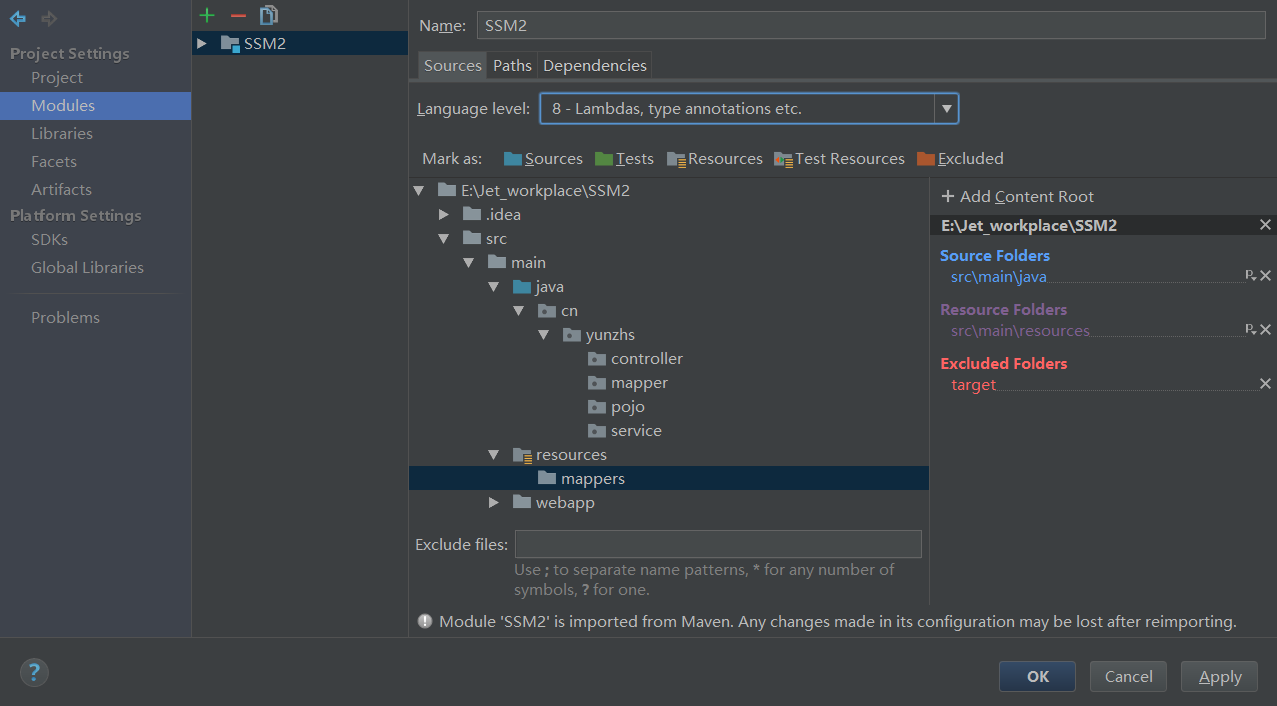 Project Settings
Project
Modules
Libraries
Facets
Artifacts
Platform Settings
SDKs
Global Libraries
Problems
SSM2
Name: SSM2
Sources Paths Dependencies
Language level: 8 - Lambdas, type annotations etc.
Mark as: Sources Tests Resources Test Resources Excluded
E:\Jet_workplace\SSM2
.idea
src
main
java
cn
yunzhs
controller
mapper
pojo
service
resources
mappers
webapp
+ Add Content Root
E:\Jet_workplace\SSM2
Source Folders
src\main\java
Resource Folders
src\main\resources
Excluded Folders
target
Exclude files:
Use ; to separate name patterns, * for any number of
symbols, ? for one.
Module 'SSM2' is imported from Maven. Any changes made in its configuration may be lost after reimporting.
?
OK Cancel Apply